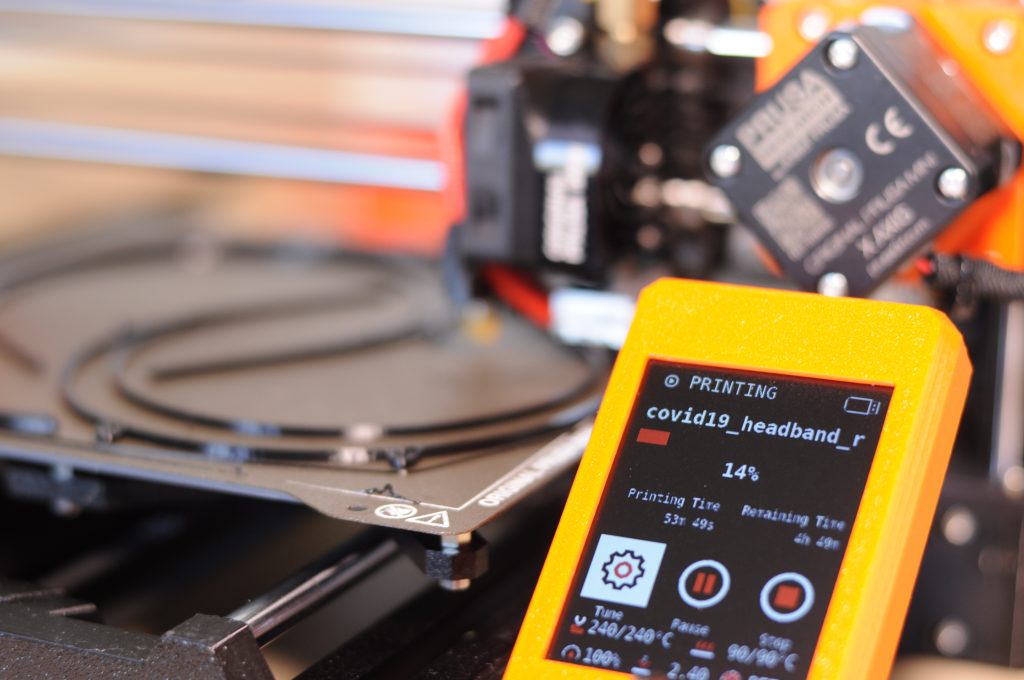 PRUSA
CE
ORIGINAL PRUSA MINI
X AXIS
ORIGINAL
PRINTING
covid19_headband_r
14%
Printing Time
53m 49s
Remaining Time
4h 49m
Tune
Pause
Stop
240/240°C
90/90°C
100%
2.40